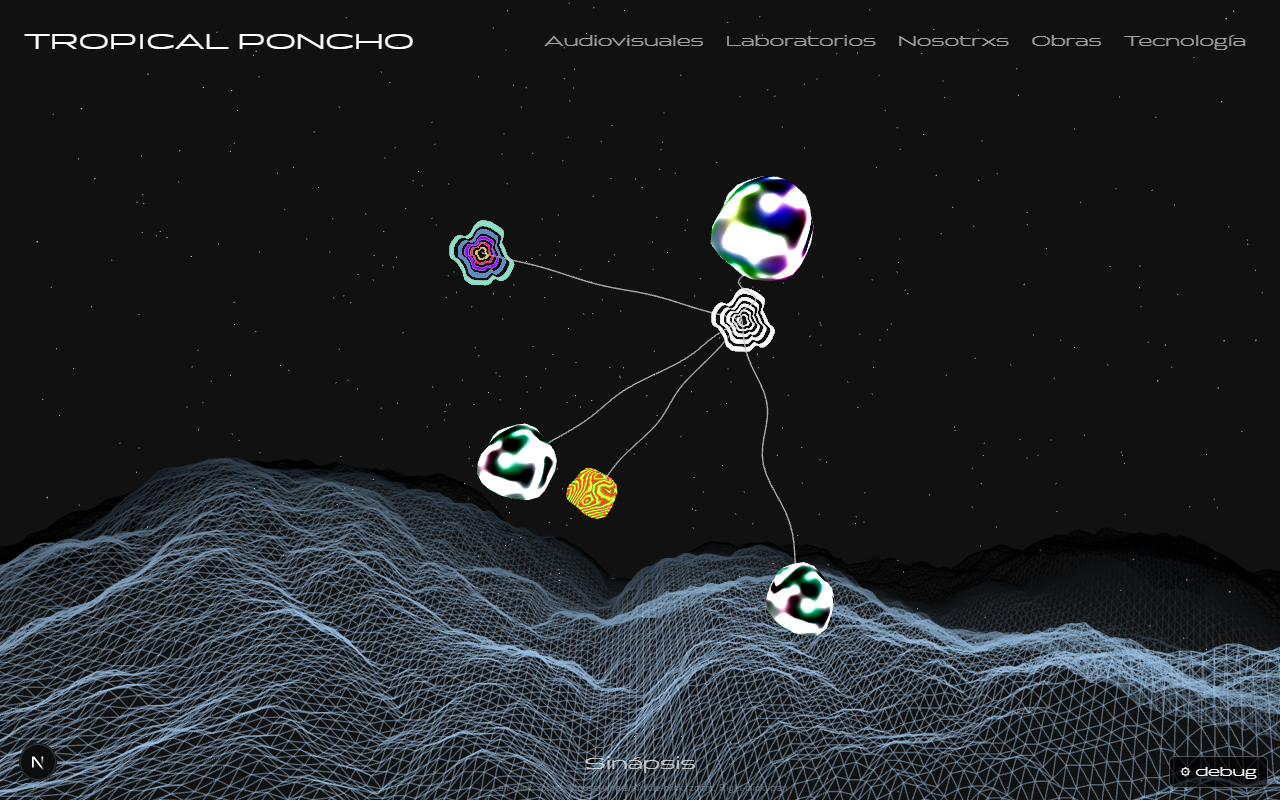 TROPICAL PONCHO
Audiovisuales Laboratorios Nosotrxs Obras Tecnología
N
Sinápsis
⚙ debug